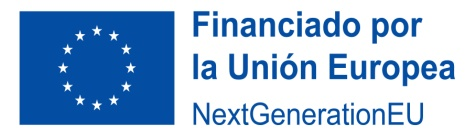 Financiado por
la Unión Europea
NextGenerationEU